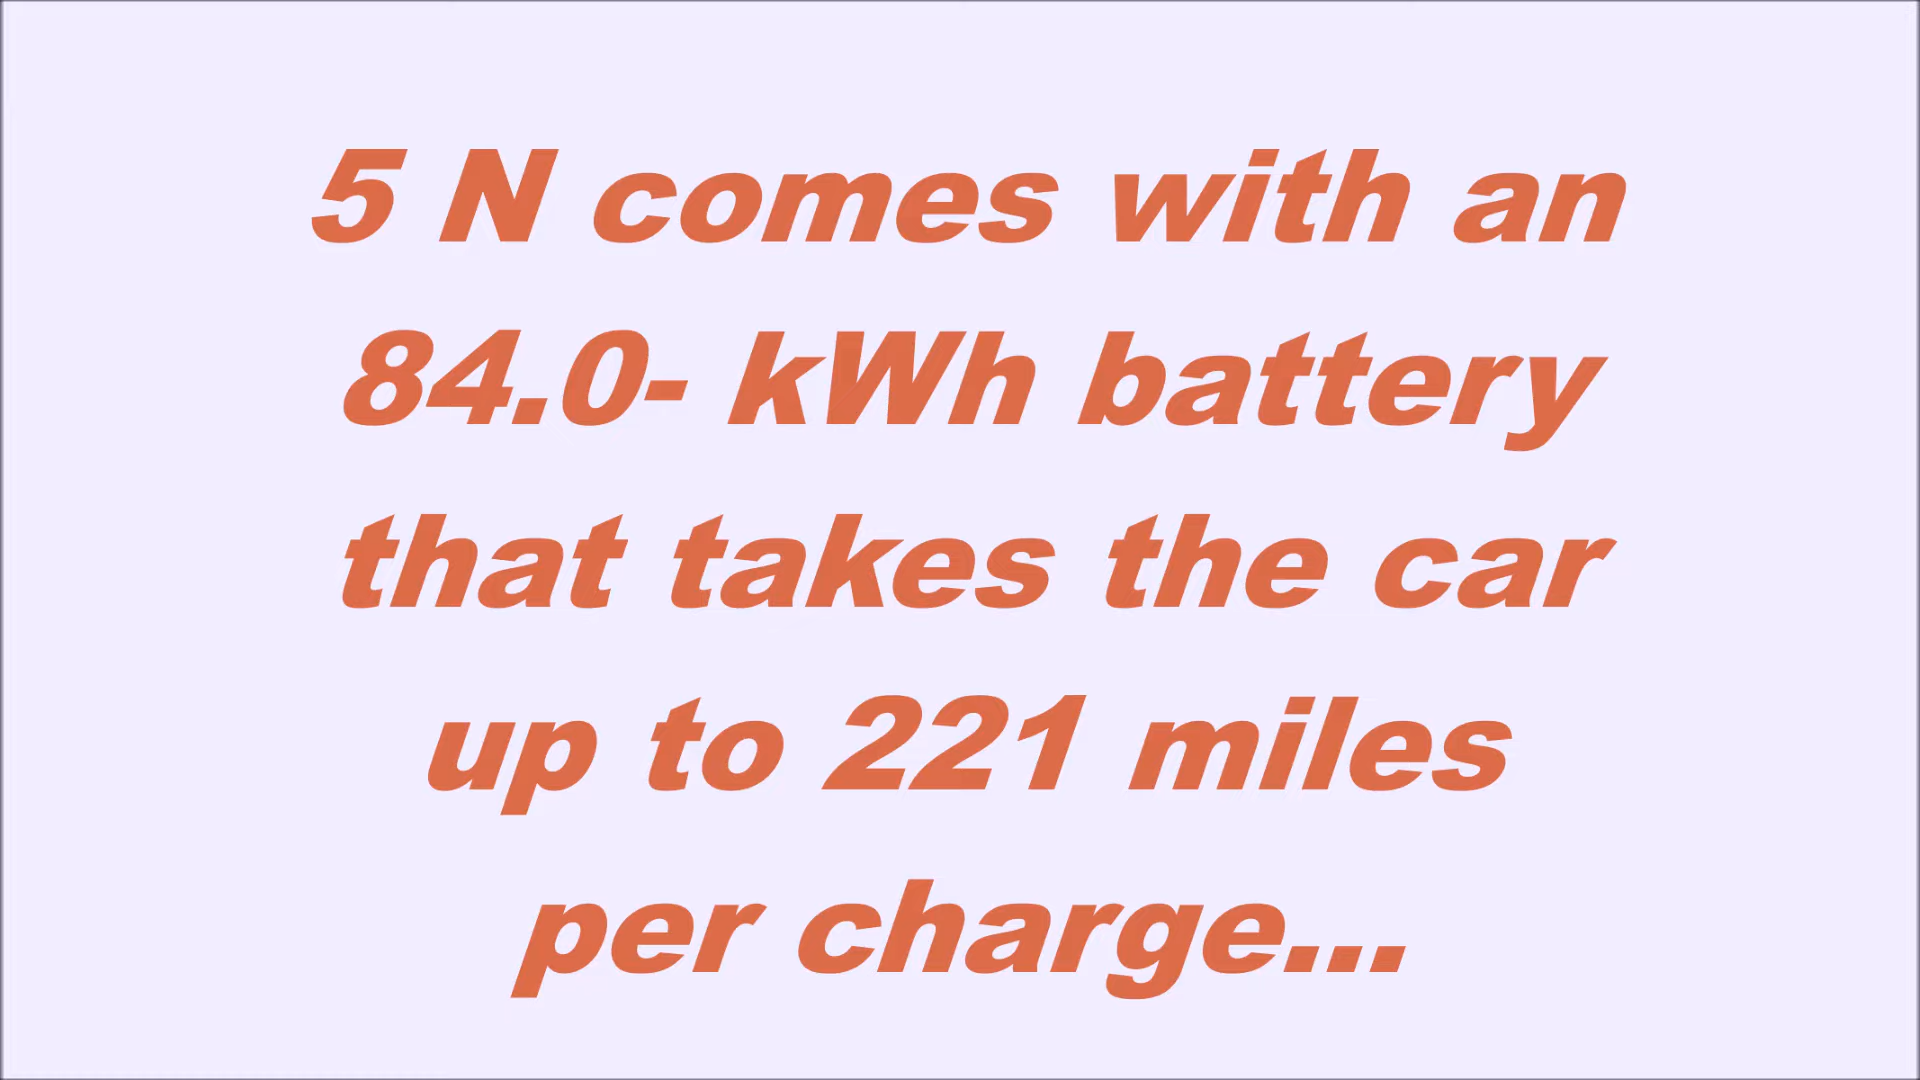 5 N comes with an
84.0- kWh battery
that takes the car
up to 221 miles
per charge...